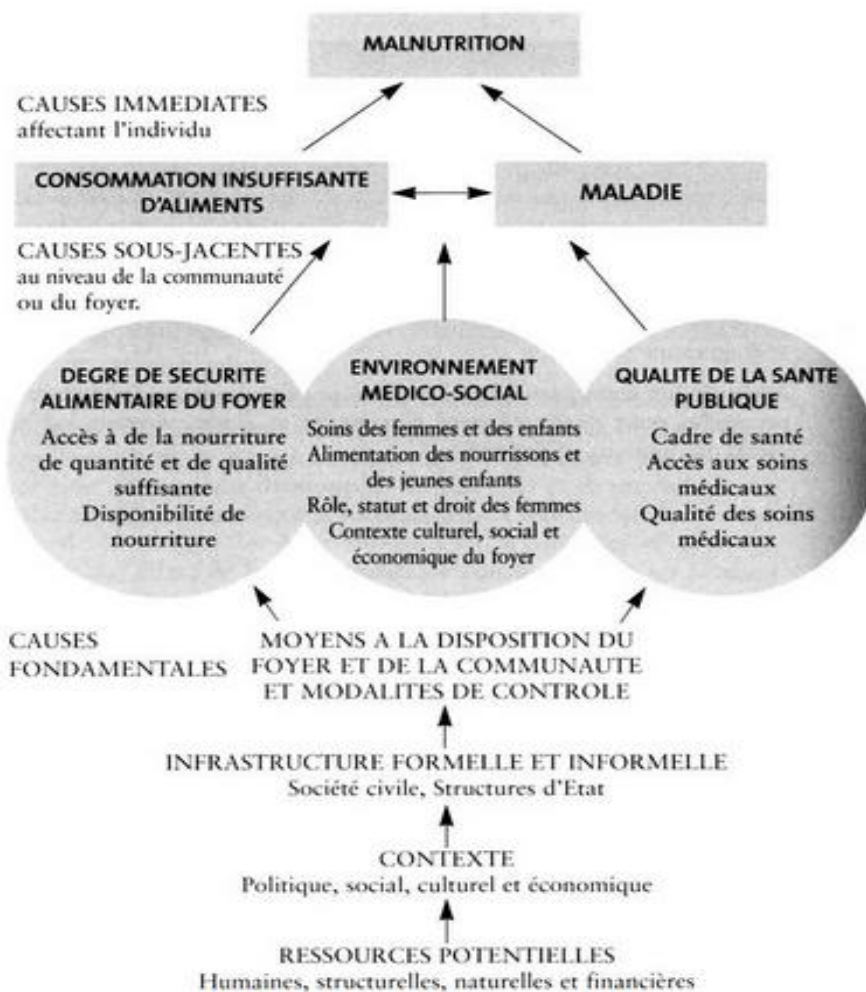 MALNUTRITION
CAUSES IMMEDIATES
affectant l'individu
CONSOMMATION INSUFFISANTE
D'ALIMENTS
MALADIE
CAUSES SOUS-JACENTES
au niveau de la communauté
ou du foyer.
DEGRE DE SECURITE
ALIMENTAIRE DU FOYER
Accès à de la nourriture
de quantité et de qualité
suffisante
Disponibilité de
nourriture
ENVIRONNEMENT
MEDICO-SOCIAL
Soins des femmes et des enfants
Alimentation des nourrissons et
des jeunes enfants
Rôle, statut et droit des femmes
Contexte culturel, social et
économique du foyer
QUALITE DE LA SANTE
PUBLIQUE
Cadre de santé
Accès aux soins
médicaux
Qualité des soins
médicaux
CAUSES
FONDAMENTALES
MOYENS A LA DISPOSITION DU
FOYER ET DE LA COMMUNAUTE
ET MODALITES DE CONTROLE
INFRASTRUCTURE FORMELLE ET INFORMELLE
Société civile, Structures d'Etat
CONTEXTE
Politique, social, culturel et économique
RESSOURCES POTENTIELLES
Humaines, structurelles, naturelles et financières